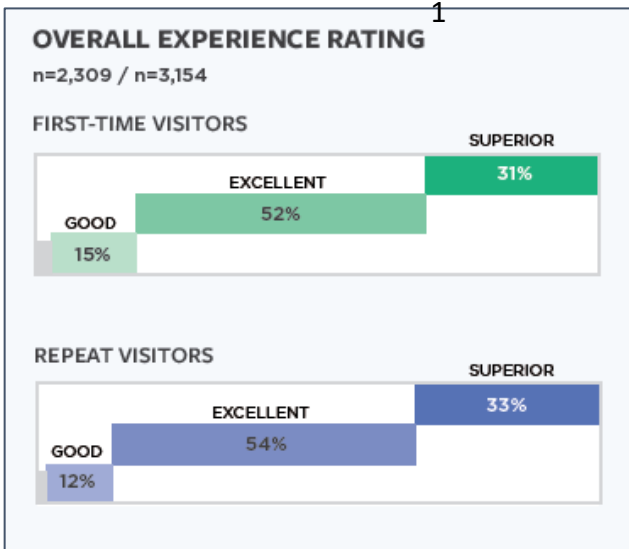 1
OVERALL EXPERIENCE RATING
n=2,309 / n=3,154
FIRST-TIME VISITORS
SUPERIOR
31%
EXCELLENT
52%
GOOD
15%
REPEAT VISITORS
SUPERIOR
33%
EXCELLENT
54%
GOOD
12%